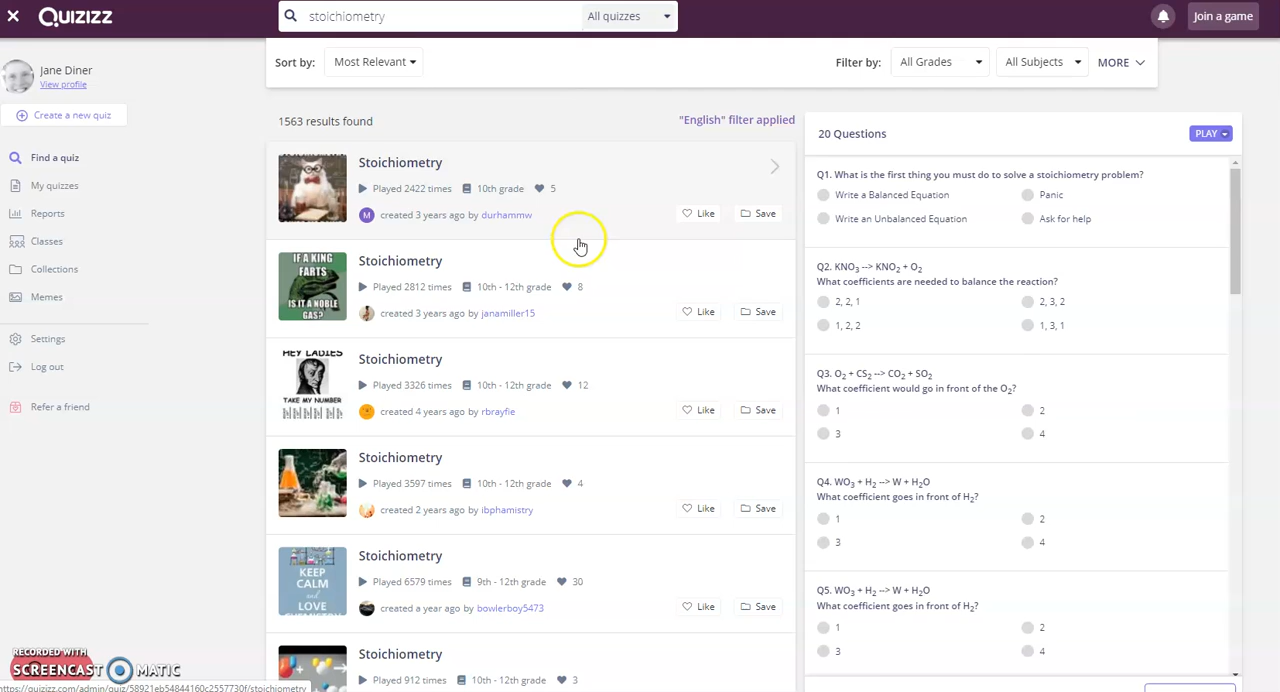 Quizizz
stoichiometry
All quizzes
Join a game
Jane Diner
View profile
Create a new quiz
Find a quiz
My quizzes
Reports
Classes
Collections
Memes
Settings
Log out
Refer a friend
Sort by: Most Relevant
Filter by: All Grades All Subjects MORE
1563 results found
"English" filter applied
Stoichiometry
Played 2422 times 10th grade 5
M created 3 years ago by durhammw Like Save
IF A KING
FARTS
IS IT A NOBLE
GAS?
Stoichiometry
Played 2812 times 10th - 12th grade 8
created 3 years ago by janamiller15 Like Save
HEY LADIES
TAKE MY NUMBER
Stoichiometry
Played 3326 times 10th - 12th grade 12
created 4 years ago by rbrayfie Like Save
Stoichiometry
Played 3597 times 10th - 12th grade 4
created 2 years ago by ibphamistry Like Save
KEEP
CALM
and
LOVE
CHEMISTRY
Stoichiometry
Played 6579 times 9th - 12th grade 30
created a year ago by bowlerboy5473 Like Save
Stoichiometry
Played 912 times 10th - 12th grade 3
20 Questions
PLAY
Q1. What is the first thing you must do to solve a stoichiometry problem?
Write a Balanced Equation Panic
Write an Unbalanced Equation Ask for help
Q2. KNO₃ --> KNO₂ + O₂
What coefficients are needed to balance the reaction?
2, 2, 1 2, 3, 2
1, 2, 2 1, 3, 1
Q3. O₂ + CS₂ --> CO₂ + SO₂
What coefficient would go in front of the O₂?
1 2
3 4
Q4. WO₃ + H₂ --> W + H₂O
What coefficient goes in front of H₂?
1 2
3 4
Q5. WO₃ + H₂ --> W + H₂O
What coefficient goes in front of H₂?
1 2
3 4
RECORDED WITH
SCREENCAST MATIC
https://quizizz.com/admin/quiz/58921eb54844160c2557730f/stoichiometry